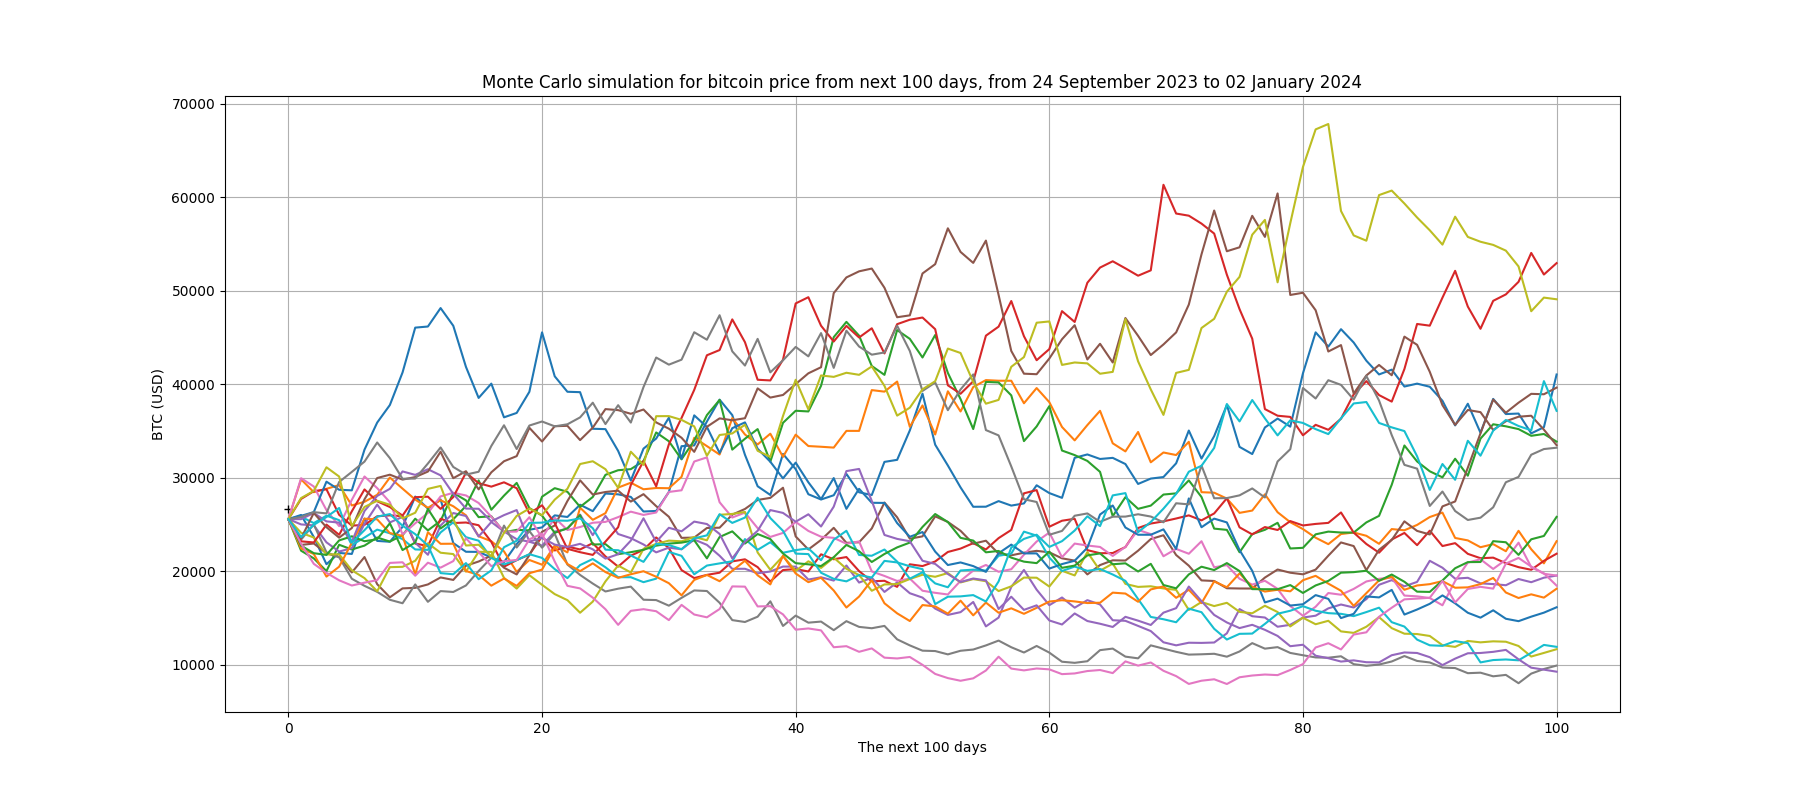 Monte Carlo simulation for bitcoin price from next 100 days, from 24 September 2023 to 02 January 2024
70000
60000
50000
40000
30000
20000
10000
BTC (USD)
0 20 40 60 80 100
The next 100 days